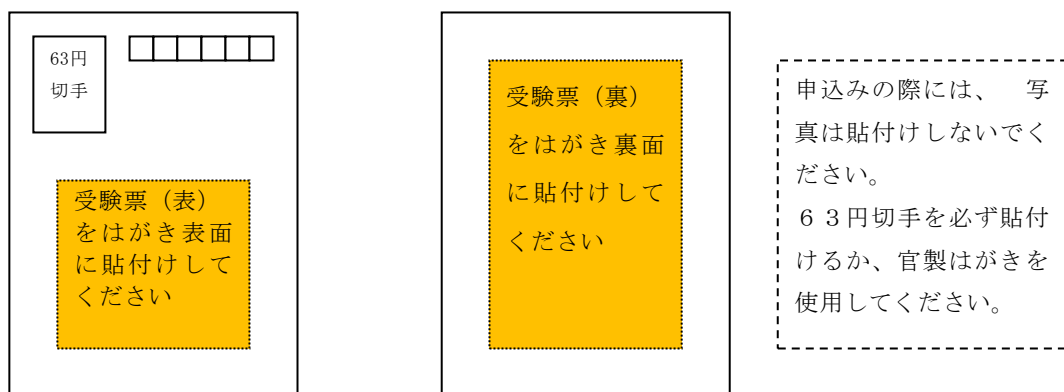 63円
切手
受験票（表）
をはがき表面
に貼付けして
ください
受験票（裏）
をはがき裏面
に貼付けして
ください
申込みの際には、　写
真は貼付けしないでく
ださい。
６３円切手を必ず貼付
けるか、官製はがきを
使用してください。